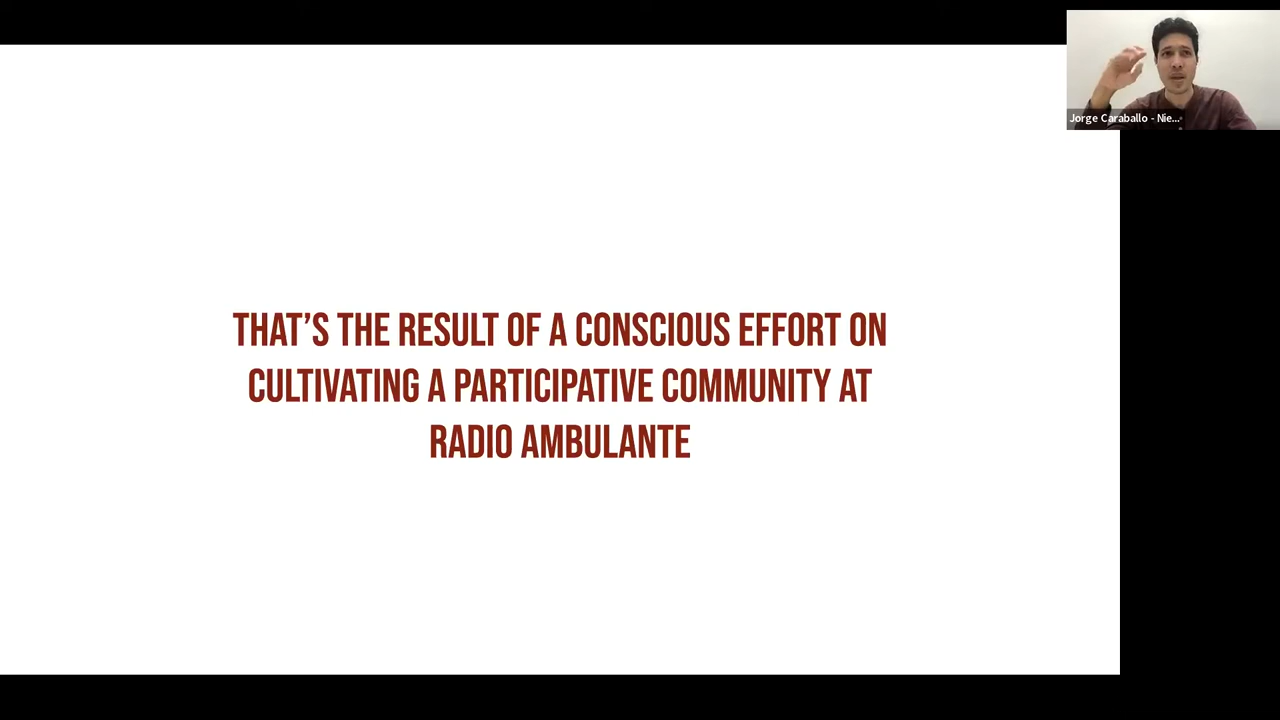 Jorge Caraballo - Nie...
THAT'S THE RESULT OF A CONSCIOUS EFFORT ON
CULTIVATING A PARTICIPATIVE COMMUNITY AT
RADIO AMBULANTE